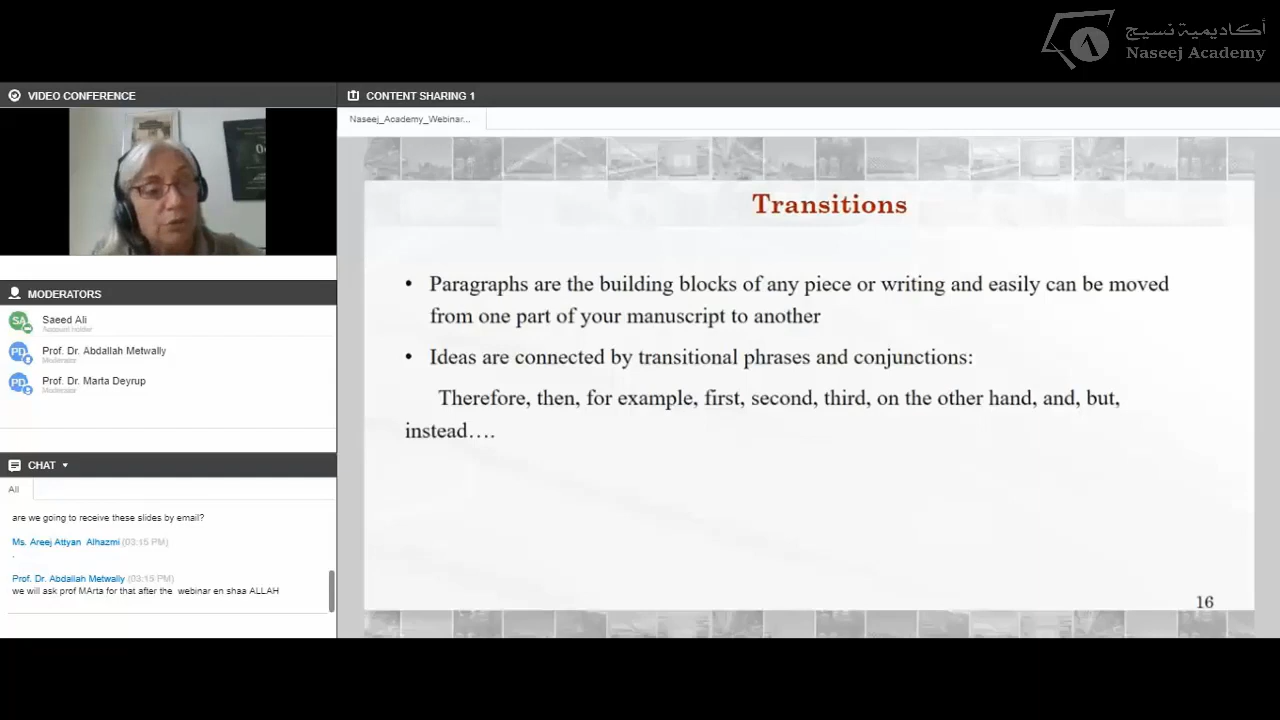 أكاديمية نسيج
Naseej Academy
VIDEO CONFERENCE
CONTENT SHARING 1
Naseej_Academy_Webinar...
MODERATORS
SA
Saeed Ali
Account Holder
PD
Prof. Dr. Abdallah Metwally
Moderator
PD
Prof. Dr. Marta Deyrup
Moderator
CHAT
All
are we going to receive these slides by email?
Ms. Areej Attyan Alhazmi (03:15 PM)
.
Prof. Dr. Abdallah Metwally (03:15 PM)
we will ask prof MArta for that after the webinar en shaa ALLAH
Transitions
• Paragraphs are the building blocks of any piece or writing and easily can be moved
from one part of your manuscript to another
• Ideas are connected by transitional phrases and conjunctions:
Therefore, then, for example, first, second, third, on the other hand, and, but,
instead….
16